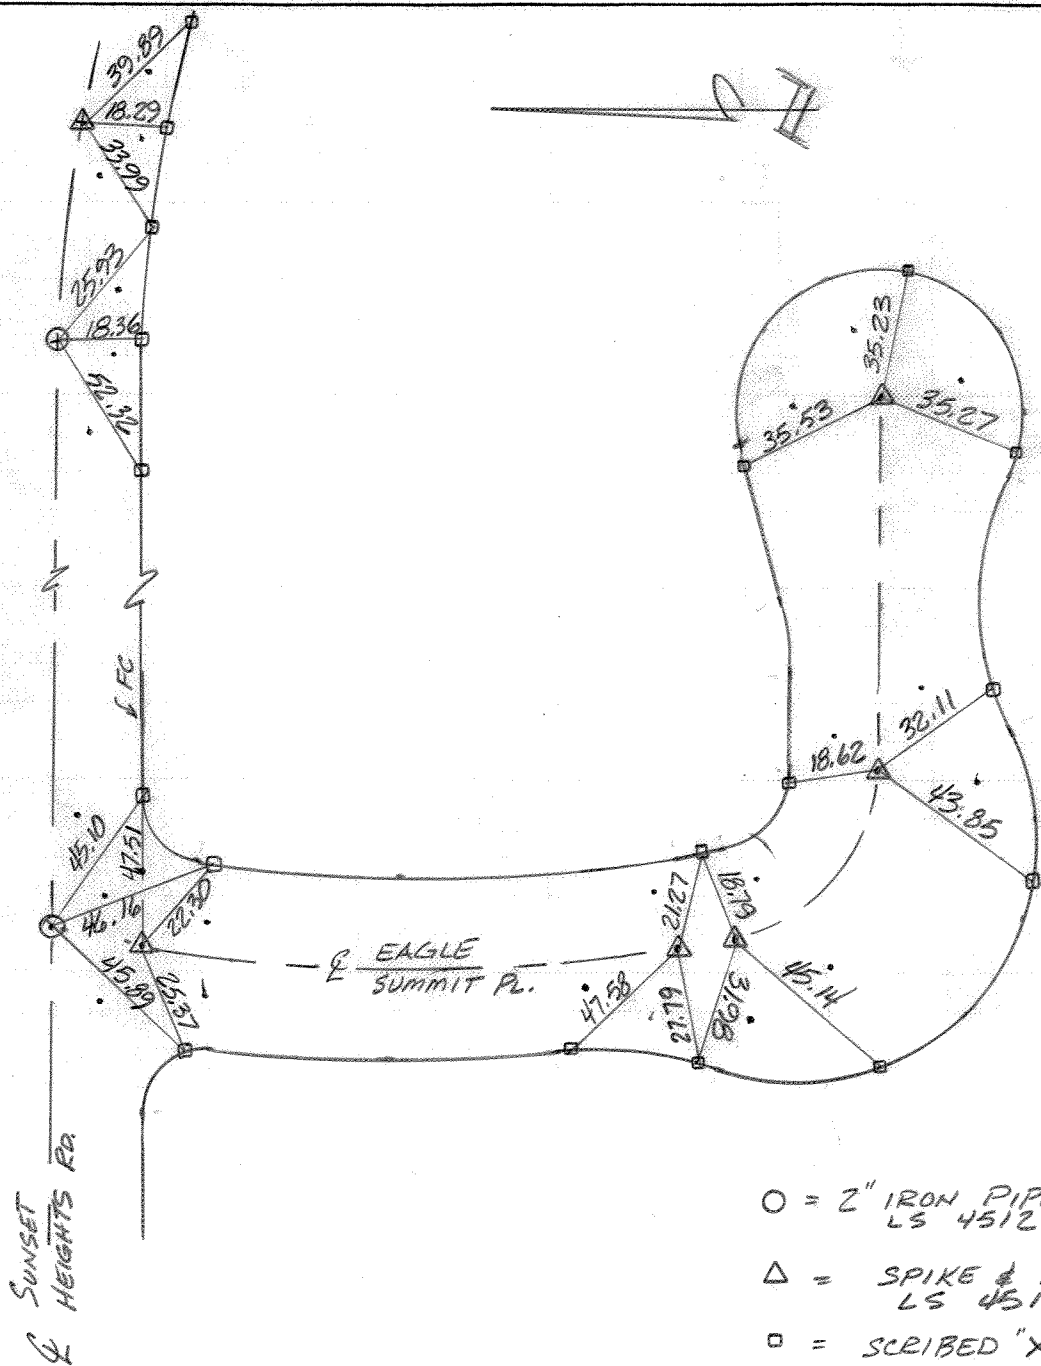 39.89
18.29
33.99
N
25.93
18.36
52.32
35.23
35.53
35.27
FC
32.11
18.62
43.85
45.10
47.51
46.16
22.30
45.89
25.37
21.27
18.79
℄ EAGLE
SUMMIT PL.
47.58
27.79
31.98
45.14
℄ SUNSET
HEIGHTS RD.
○ = 2" IRON PIP
LS 4512
△ = SPIKE &
LS 451
□ = SCRIBED "X